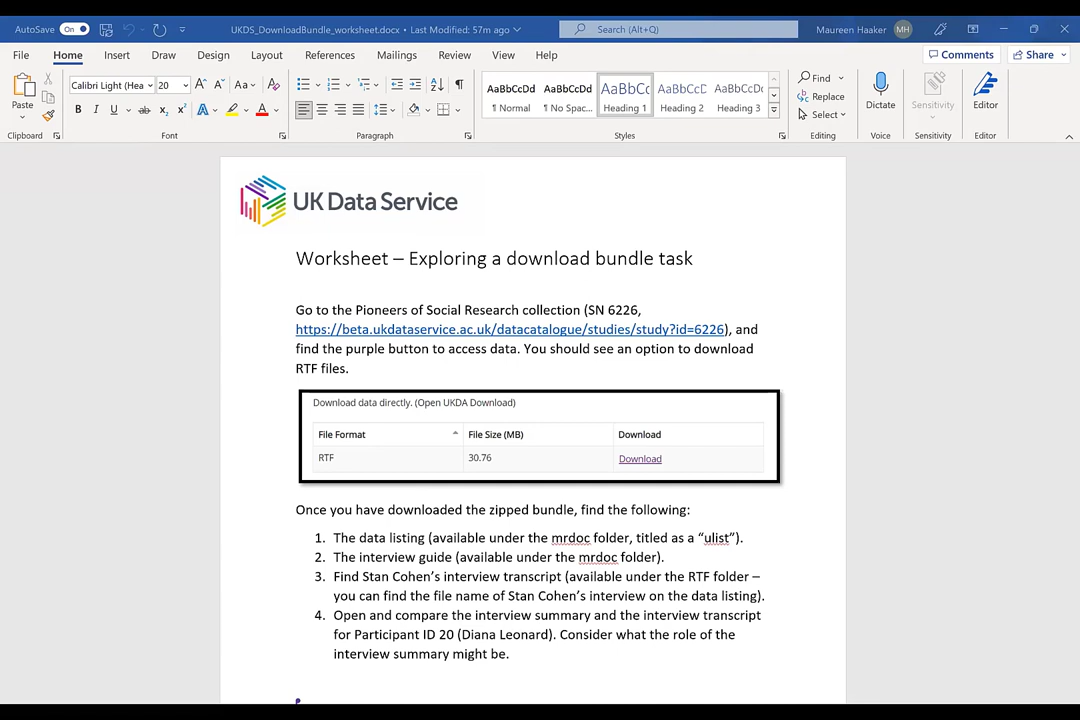 AutoSave On UKDS_DownloadBundle_worksheet.docx • Last Modified: 57m ago Search (Alt+Q) Maureen Haaker MH
File Home Insert Draw Design Layout References Mailings Review View Help Comments Share
Paste Calibri Light (Hea 20 Aa AaBbCcDd AaBbCcDd AaBbCc AaBbCcD AaBbCcDc Find Dictate Sensitivity Editor
¶ Normal ¶ No Spac... Heading 1 Heading 2 Heading 3 Replace
B I U ab x₂ x² A A Select
Clipboard Font Paragraph Styles Editing Voice Sensitivity Editor
UK Data Service
Worksheet – Exploring a download bundle task
Go to the Pioneers of Social Research collection (SN 6226,
https://beta.ukdataservice.ac.uk/datacatalogue/studies/study?id=6226), and
find the purple button to access data. You should see an option to download
RTF files.
Download data directly. (Open UKDA Download)
File Format File Size (MB) Download
RTF 30.76 Download
Once you have downloaded the zipped bundle, find the following:
1. The data listing (available under the mrdoc folder, titled as a “ulist”).
2. The interview guide (available under the mrdoc folder).
3. Find Stan Cohen’s interview transcript (available under the RTF folder –
you can find the file name of Stan Cohen’s interview on the data listing).
4. Open and compare the interview summary and the interview transcript
for Participant ID 20 (Diana Leonard). Consider what the role of the
interview summary might be.